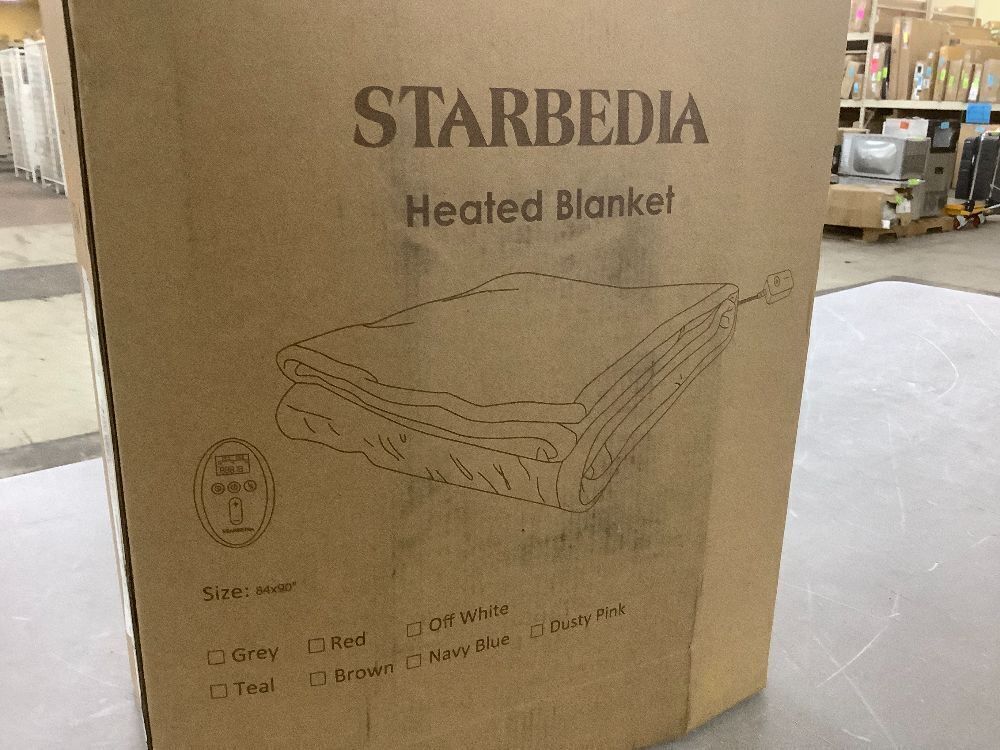 STARBEDIA
Heated Blanket
Size: 84x90"
Grey
Red
Off White
Dusty Pink
Teal
Brown
Navy Blue